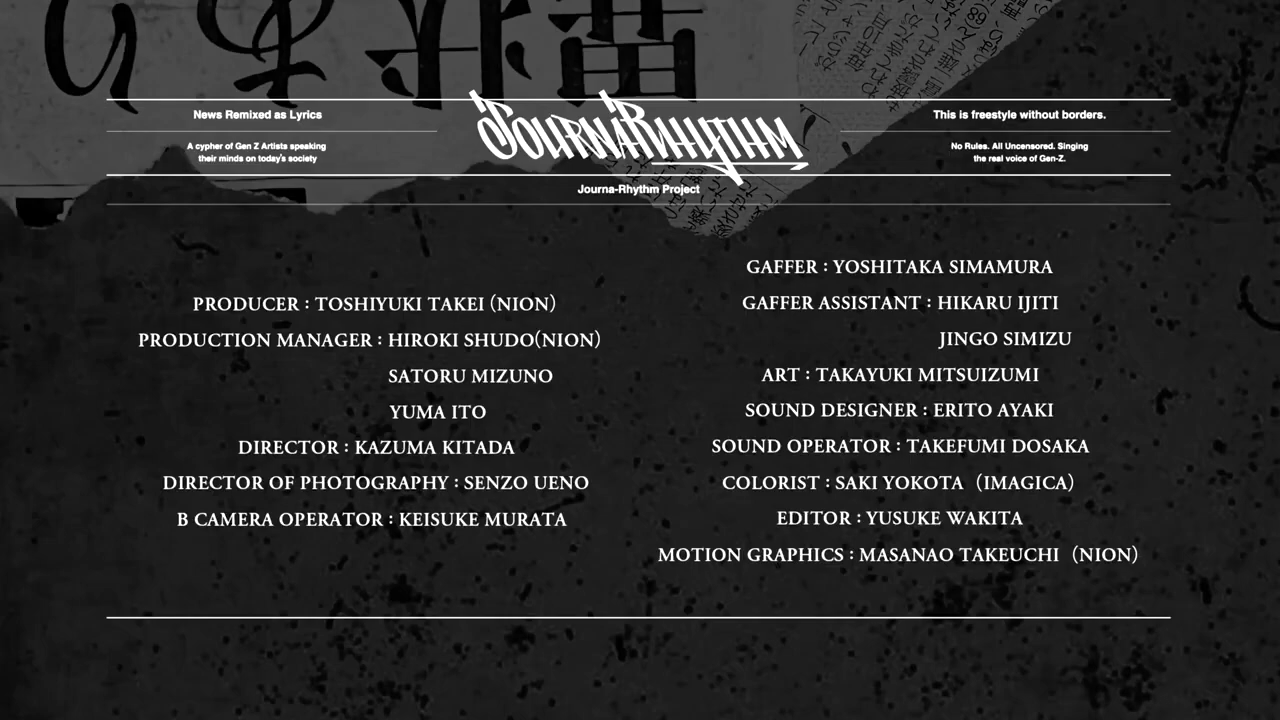 News Remixed as Lyrics
A cypher of Gen Z Artists speaking
their minds on today's society
JOURNARHYTHM
This is freestyle without borders.
No Rules. All Uncensored. Singing
the real voice of Gen-Z.
Journa-Rhythm Project
PRODUCER : TOSHIYUKI TAKEI (NION)
PRODUCTION MANAGER : HIROKI SHUDO(NION)
SATORU MIZUNO
YUMA ITO
DIRECTOR : KAZUMA KITADA
DIRECTOR OF PHOTOGRAPHY : SENZO UENO
B CAMERA OPERATOR : KEISUKE MURATA
GAFFER : YOSHITAKA SIMAMURA
GAFFER ASSISTANT : HIKARU IJITI
JINGO SIMIZU
ART : TAKAYUKI MITSUIZUMI
SOUND DESIGNER : ERITO AYAKI
SOUND OPERATOR : TAKEFUMI DOSAKA
COLORIST : SAKI YOKOTA（IMAGICA）
EDITOR : YUSUKE WAKITA
MOTION GRAPHICS : MASANAO TAKEUCHI（NION）